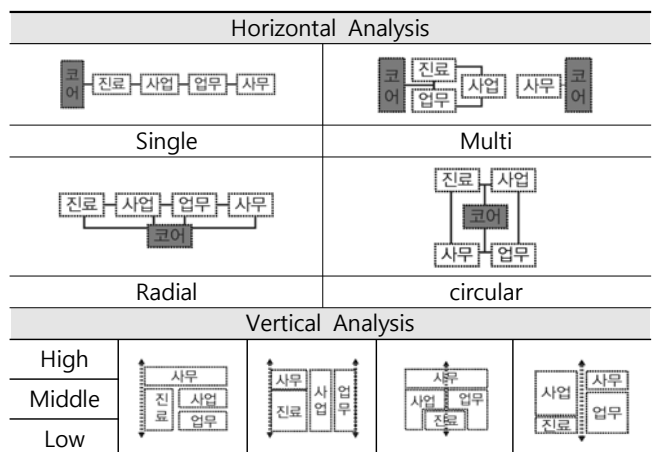 Horizontal Analysis
코어 진료 사업 업무 사무
코어 진료 업무 사업 사무 코어
Single Multi
진료 사업 업무 사무
코어
진료 사업
코어
사무 업무
Radial circular
Vertical Analysis
High
Middle
Low
사무
진료 사업
업무
사무
진료
사업
업무
사무
사업 업무
진료
사업 사무
진료 업무